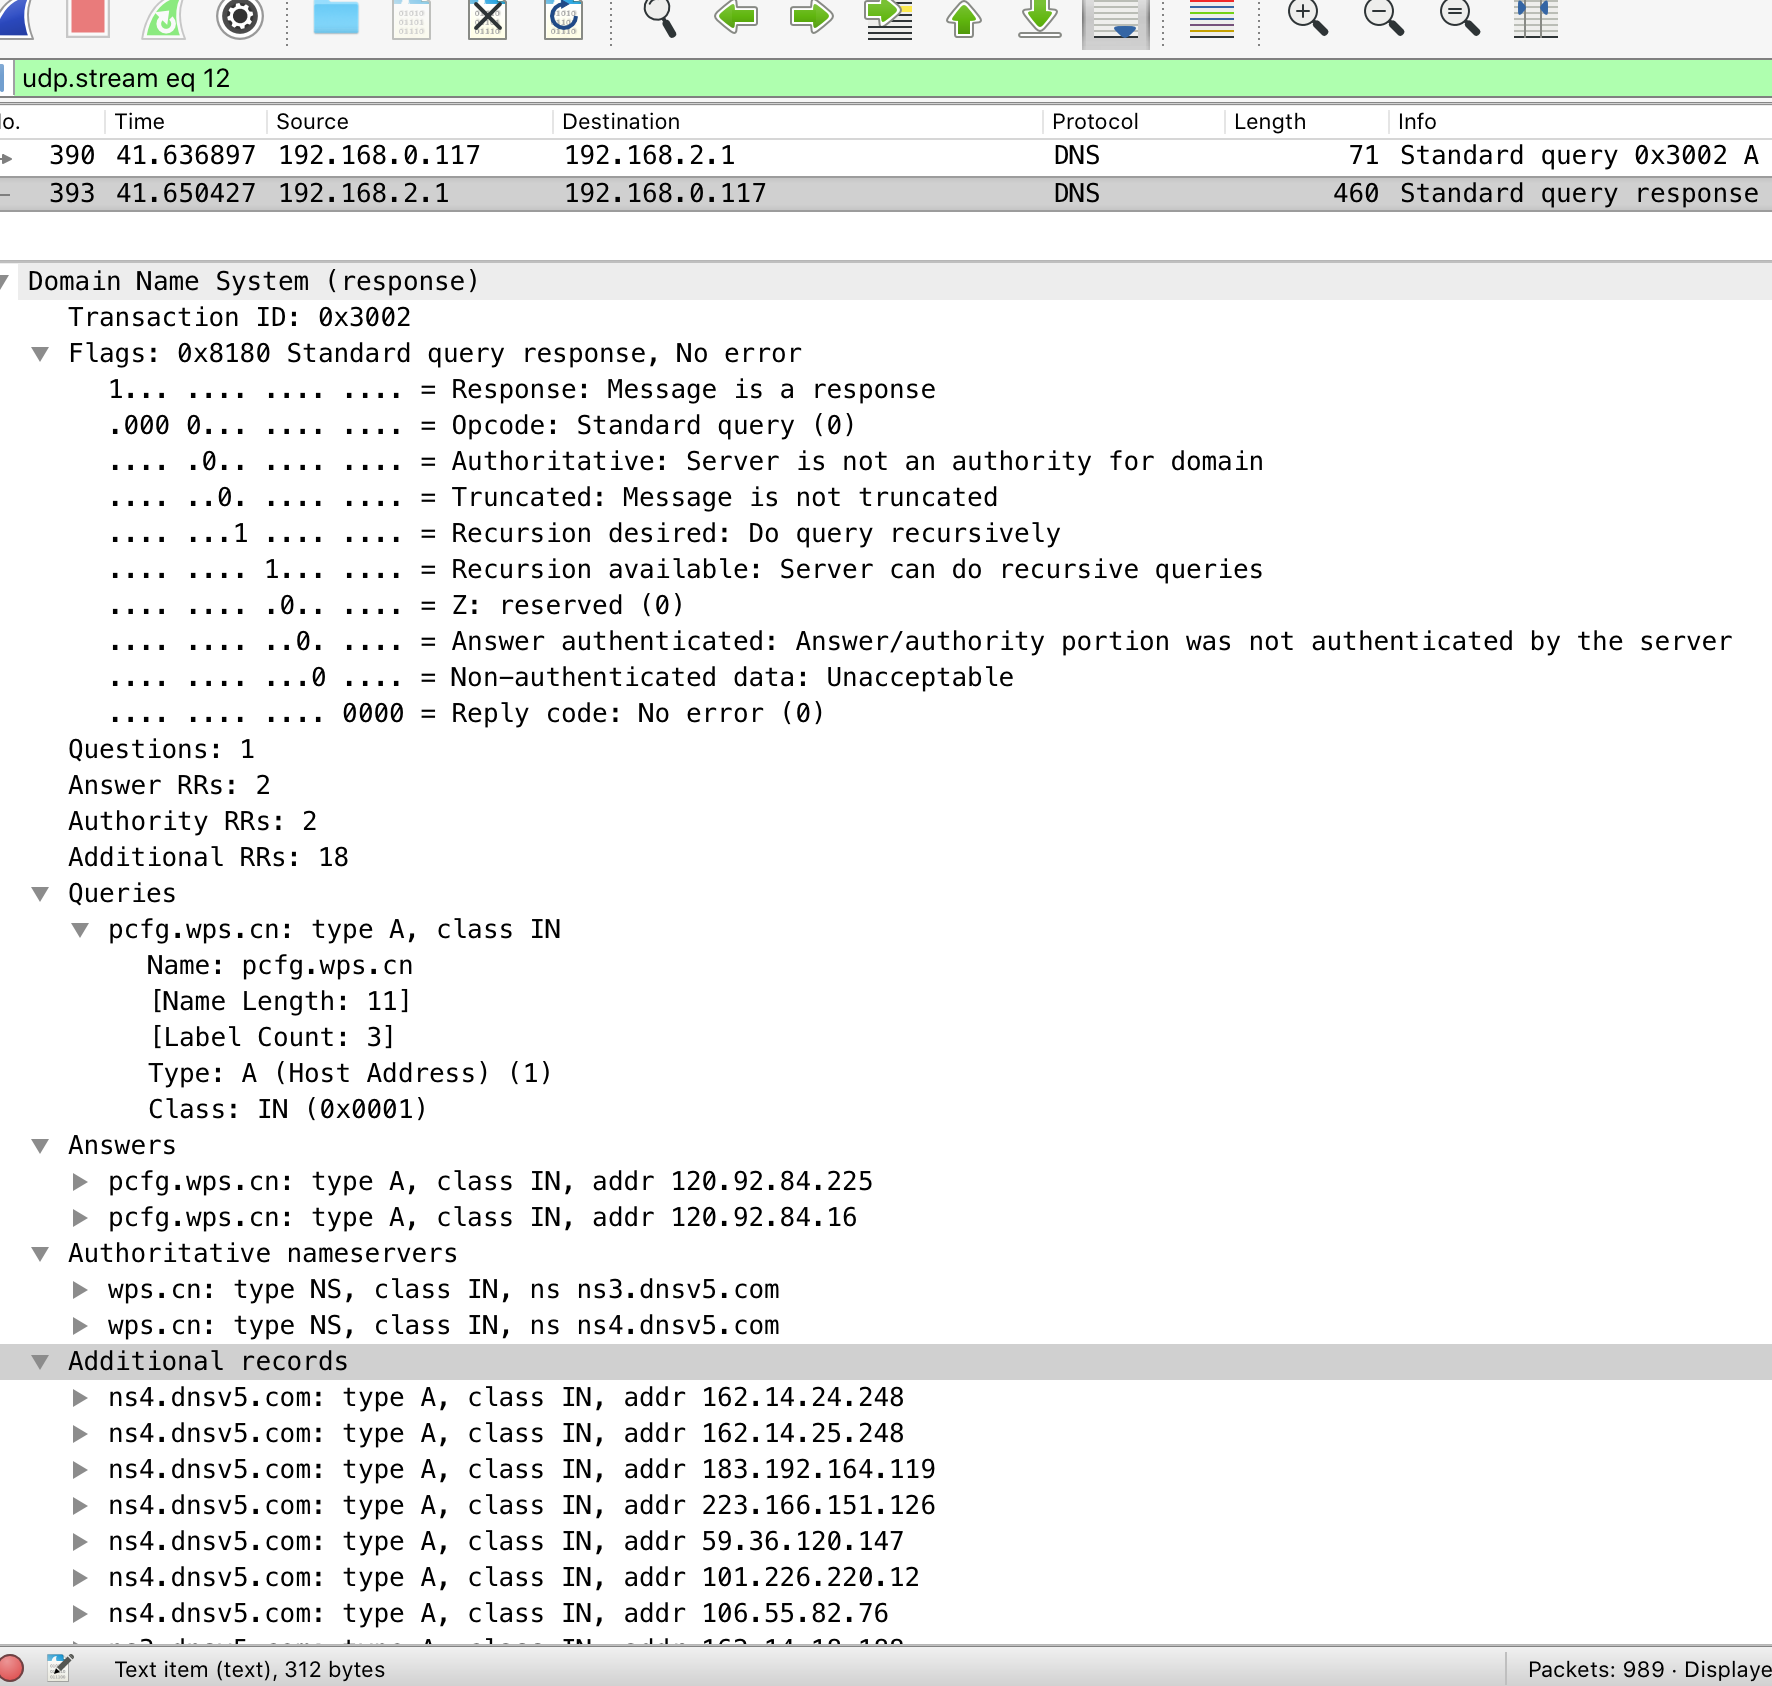 udp.stream eq 12
o. Time Source Destination Protocol Length Info
390 41.636897 192.168.0.117 192.168.2.1 DNS 71 Standard query 0x3002 A
393 41.650427 192.168.2.1 192.168.0.117 DNS 460 Standard query response
Domain Name System (response)
Transaction ID: 0x3002
Flags: 0x8180 Standard query response, No error
1... .... .... .... = Response: Message is a response
.000 0... .... .... = Opcode: Standard query (0)
.... .0.. .... .... = Authoritative: Server is not an authority for domain
.... ..0. .... .... = Truncated: Message is not truncated
.... ...1 .... .... = Recursion desired: Do query recursively
.... .... 1... .... = Recursion available: Server can do recursive queries
.... .... .0.. .... = Z: reserved (0)
.... .... ..0. .... = Answer authenticated: Answer/authority portion was not authenticated by the server
.... .... ...0 .... = Non-authenticated data: Unacceptable
.... .... .... 0000 = Reply code: No error (0)
Questions: 1
Answer RRs: 2
Authority RRs: 2
Additional RRs: 18
Queries
pcfg.wps.cn: type A, class IN
Name: pcfg.wps.cn
[Name Length: 11]
[Label Count: 3]
Type: A (Host Address) (1)
Class: IN (0x0001)
Answers
pcfg.wps.cn: type A, class IN, addr 120.92.84.225
pcfg.wps.cn: type A, class IN, addr 120.92.84.16
Authoritative nameservers
wps.cn: type NS, class IN, ns ns3.dnsv5.com
wps.cn: type NS, class IN, ns ns4.dnsv5.com
Additional records
ns4.dnsv5.com: type A, class IN, addr 162.14.24.248
ns4.dnsv5.com: type A, class IN, addr 162.14.25.248
ns4.dnsv5.com: type A, class IN, addr 183.192.164.119
ns4.dnsv5.com: type A, class IN, addr 223.166.151.126
ns4.dnsv5.com: type A, class IN, addr 59.36.120.147
ns4.dnsv5.com: type A, class IN, addr 101.226.220.12
ns4.dnsv5.com: type A, class IN, addr 106.55.82.76
Text item (text), 312 bytes
Packets: 989 · Displaye